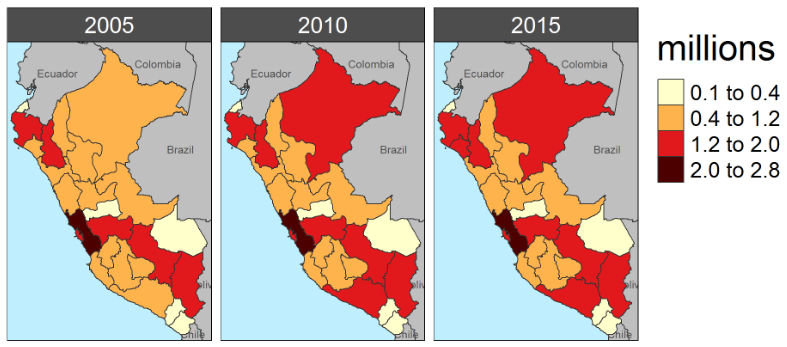 2005
2010
2015
millions
Ecuador
Colombia
Brazil
Ecuador
Colombia
Brazil
Ecuador
Colombia
Brazil
0.1 to 0.4
0.4 to 1.2
1.2 to 2.0
2.0 to 2.8